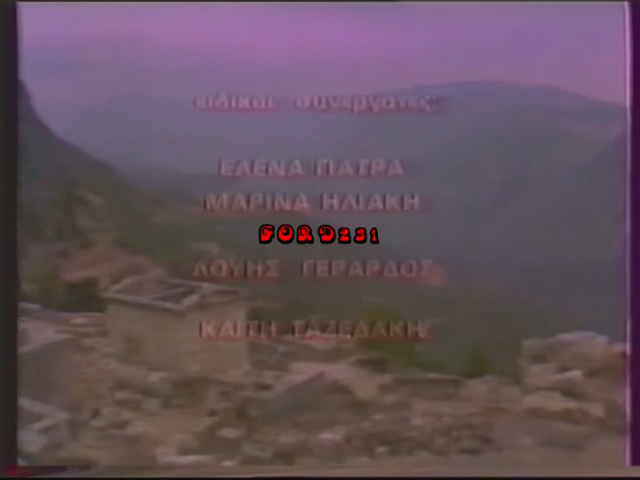 ειδικοί συνεργάτες:
ΕΛΕΝΑ ΓΙΑΤΡΑ
ΜΑΡΙΝΑ ΗΛΙΑΚΗ
FORD231
ΛΟΥΗΣ ΓΕΡΑΡΔΟΣ
ΚΑΙΤΗ ΤΑΖΕΔΑΚΗ